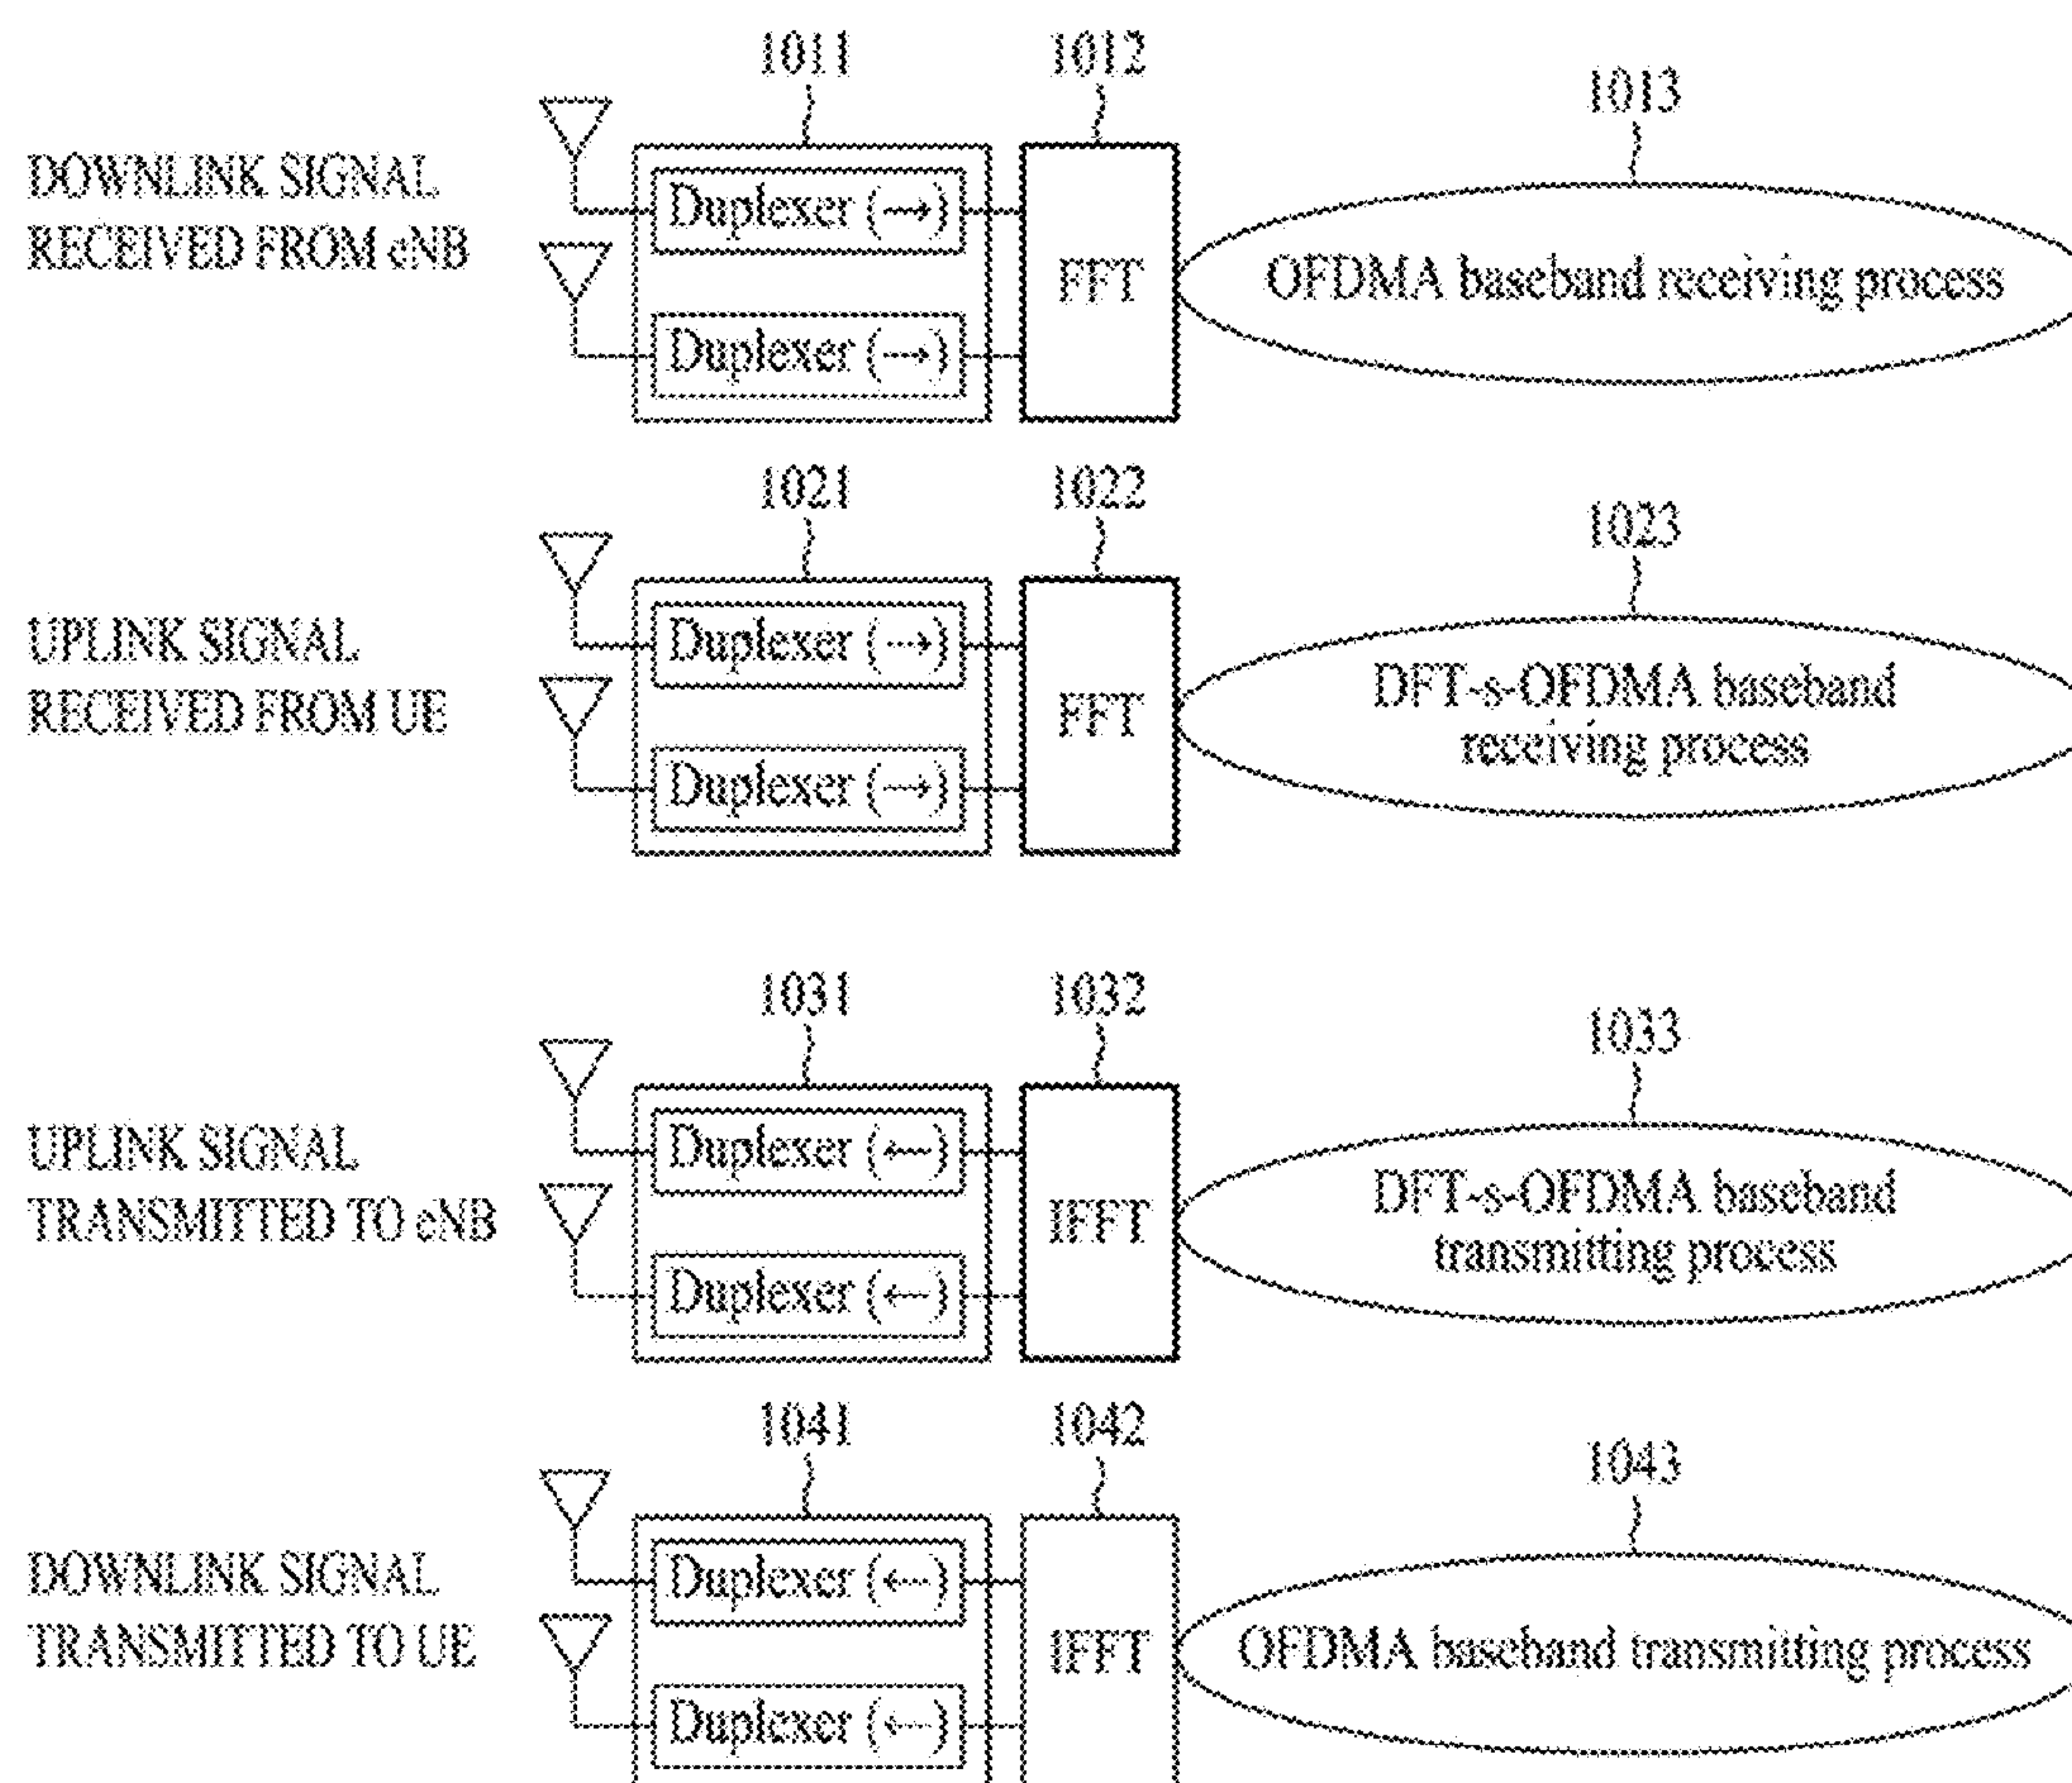 1011
1012
1013
DOWNLINK SIGNAL
RECEIVED FROM eNB
Duplexer (→)
Duplexer (→)
FFT
OFDMA baseband receiving process
1021
1022
1023
UPLINK SIGNAL
RECEIVED FROM UE
Duplexer (→)
Duplexer (→)
FFT
DFT-s-OFDMA baseband
receiving process
1031
1032
1033
UPLINK SIGNAL
TRANSMITTED TO eNB
Duplexer (←)
Duplexer (←)
IFFT
DFT-s-OFDMA baseband
transmitting process
1041
1042
1043
DOWNLINK SIGNAL
TRANSMITTED TO UE
Duplexer (←)
Duplexer (←)
IFFT
OFDMA baseband transmitting process